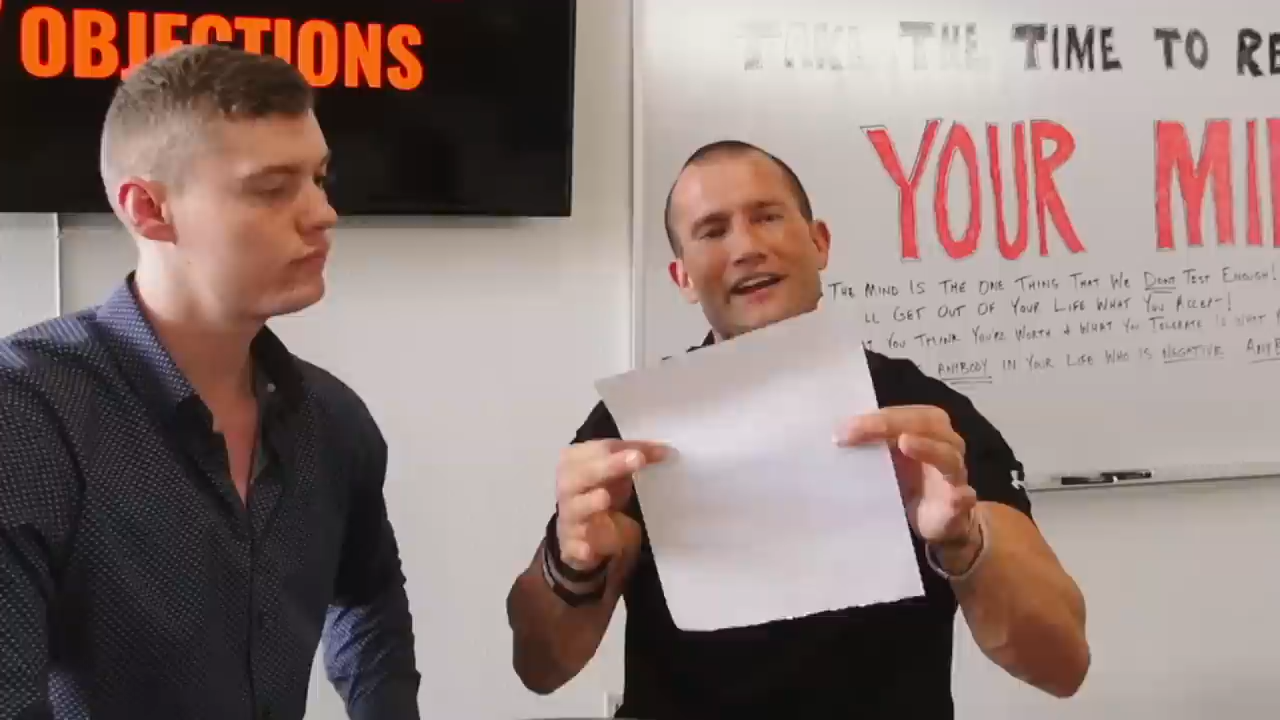 OBJECTIONS
TAKE THE TIME TO RE
YOUR MI
THE MIND IS THE ONE THING THAT WE DONT TEST ENOUGH!
LL GET OUT OF YOUR LIFE WHAT YOU ACCEPT!
YOU THINK YOU'RE WORTH & WHAT YOU TOLERATE IS WHAT
ANYBODY IN YOUR LIFE WHO IS NEGATIVE